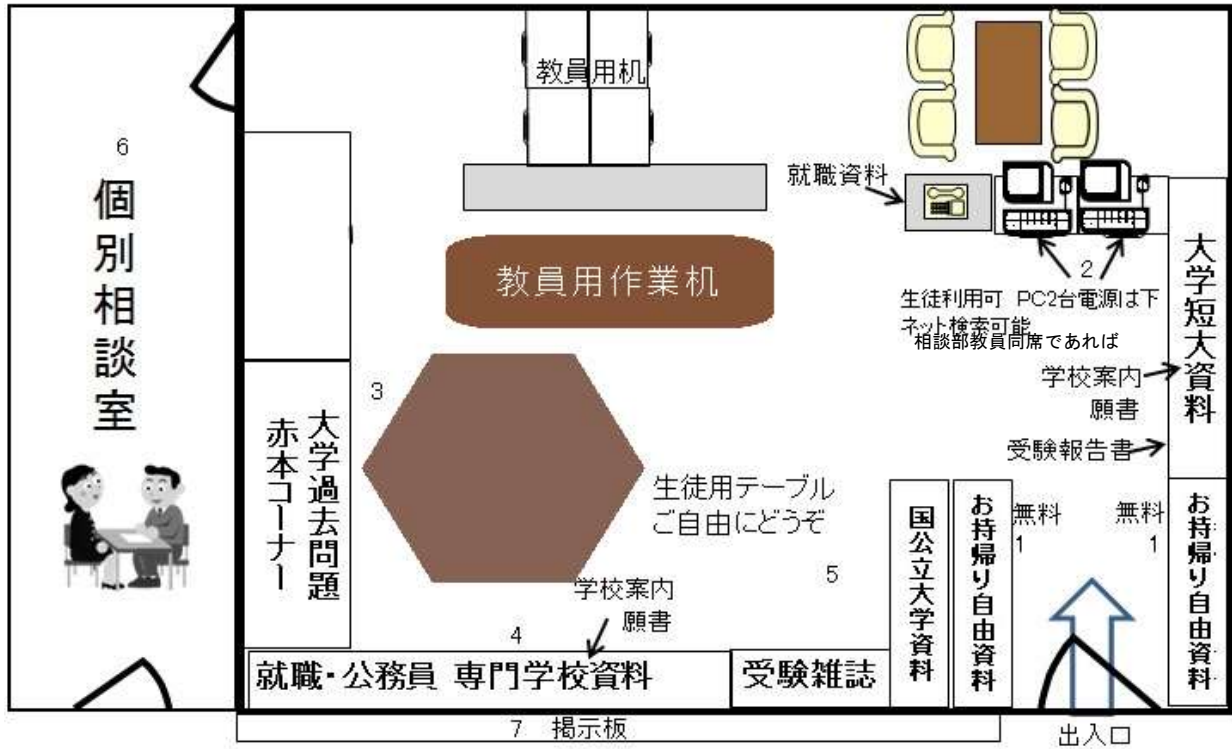 教員用机
6
個別相談室
就職資料
教員用作業机
2
生徒利用可 PC2台電源は下
ネット検索可能
相談部教員同席であれば
大学短大資料
学校案内
願書
受験報告書
3
大学過去問題
赤本コーナー
生徒用テーブル
ご自由にどうぞ
5
学校案内
願書
4
就職・公務員 専門学校資料
受験雑誌
国公立大学資料
お持帰り自由資料
無料
1
無料
1
お持帰り自由資料
7 掲示板
出入口